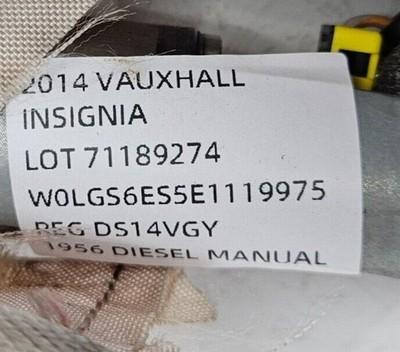 2014 VAUXHALL
INSIGNIA
LOT 71189274
W0LGS6ES5E1119975
REG DS14VGY
1956 DIESEL MANUAL